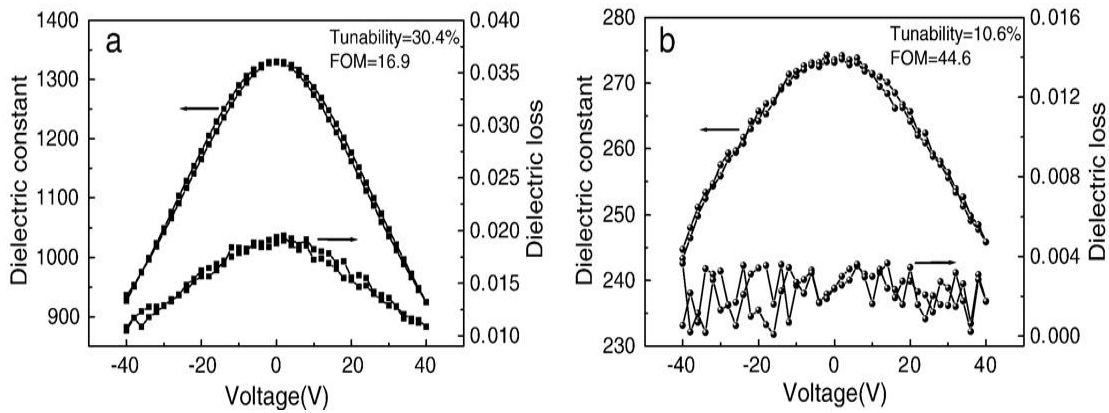 a
Tunability=30.4%
FOM=16.9
1400
1300
1200
1100
1000
900
Dielectric constant
0.040
0.035
0.030
0.025
0.020
0.015
0.010
Dielectric loss
-40
-20
0
20
40
Voltage(V)
b
Tunability=10.6%
FOM=44.6
280
270
260
250
240
230
Dielectric constant
0.016
0.012
0.008
0.004
0.000
Dielectric loss
-40
-20
0
20
40
Voltage(V)